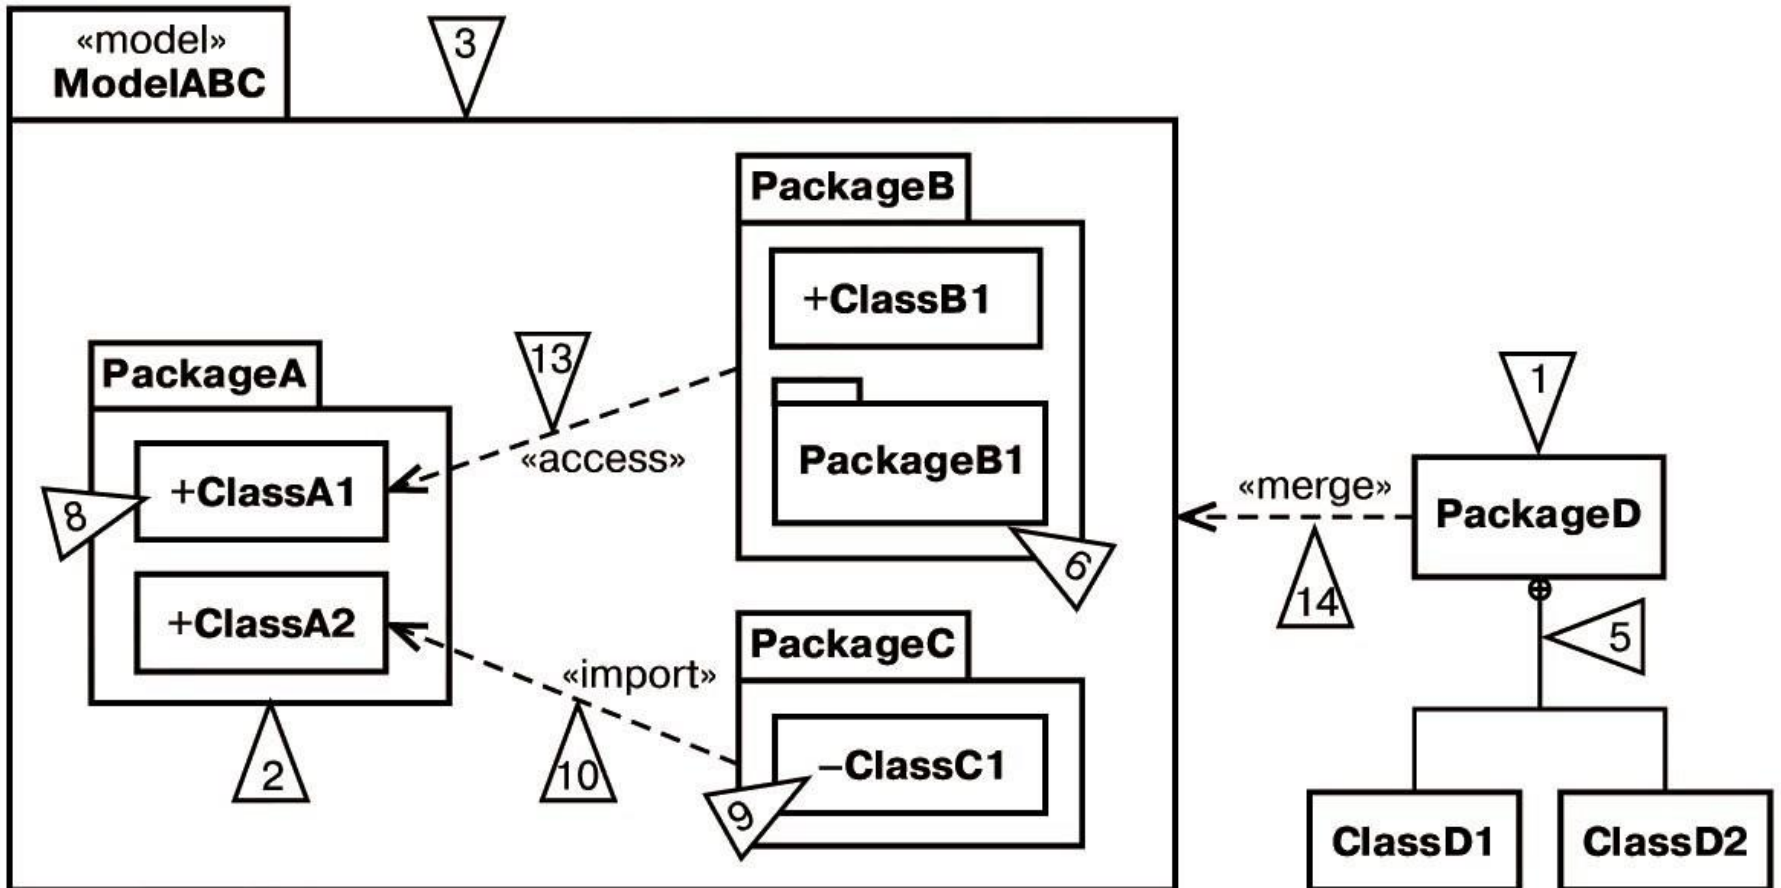 «model»
ModelABC
3
PackageB
+ClassB1
PackageB1
6
13
«access»
PackageA
+ClassA1
8
+ClassA2
2
«import»
10
PackageC
–ClassC1
9
1
«merge»
PackageD
14
5
ClassD1
ClassD2